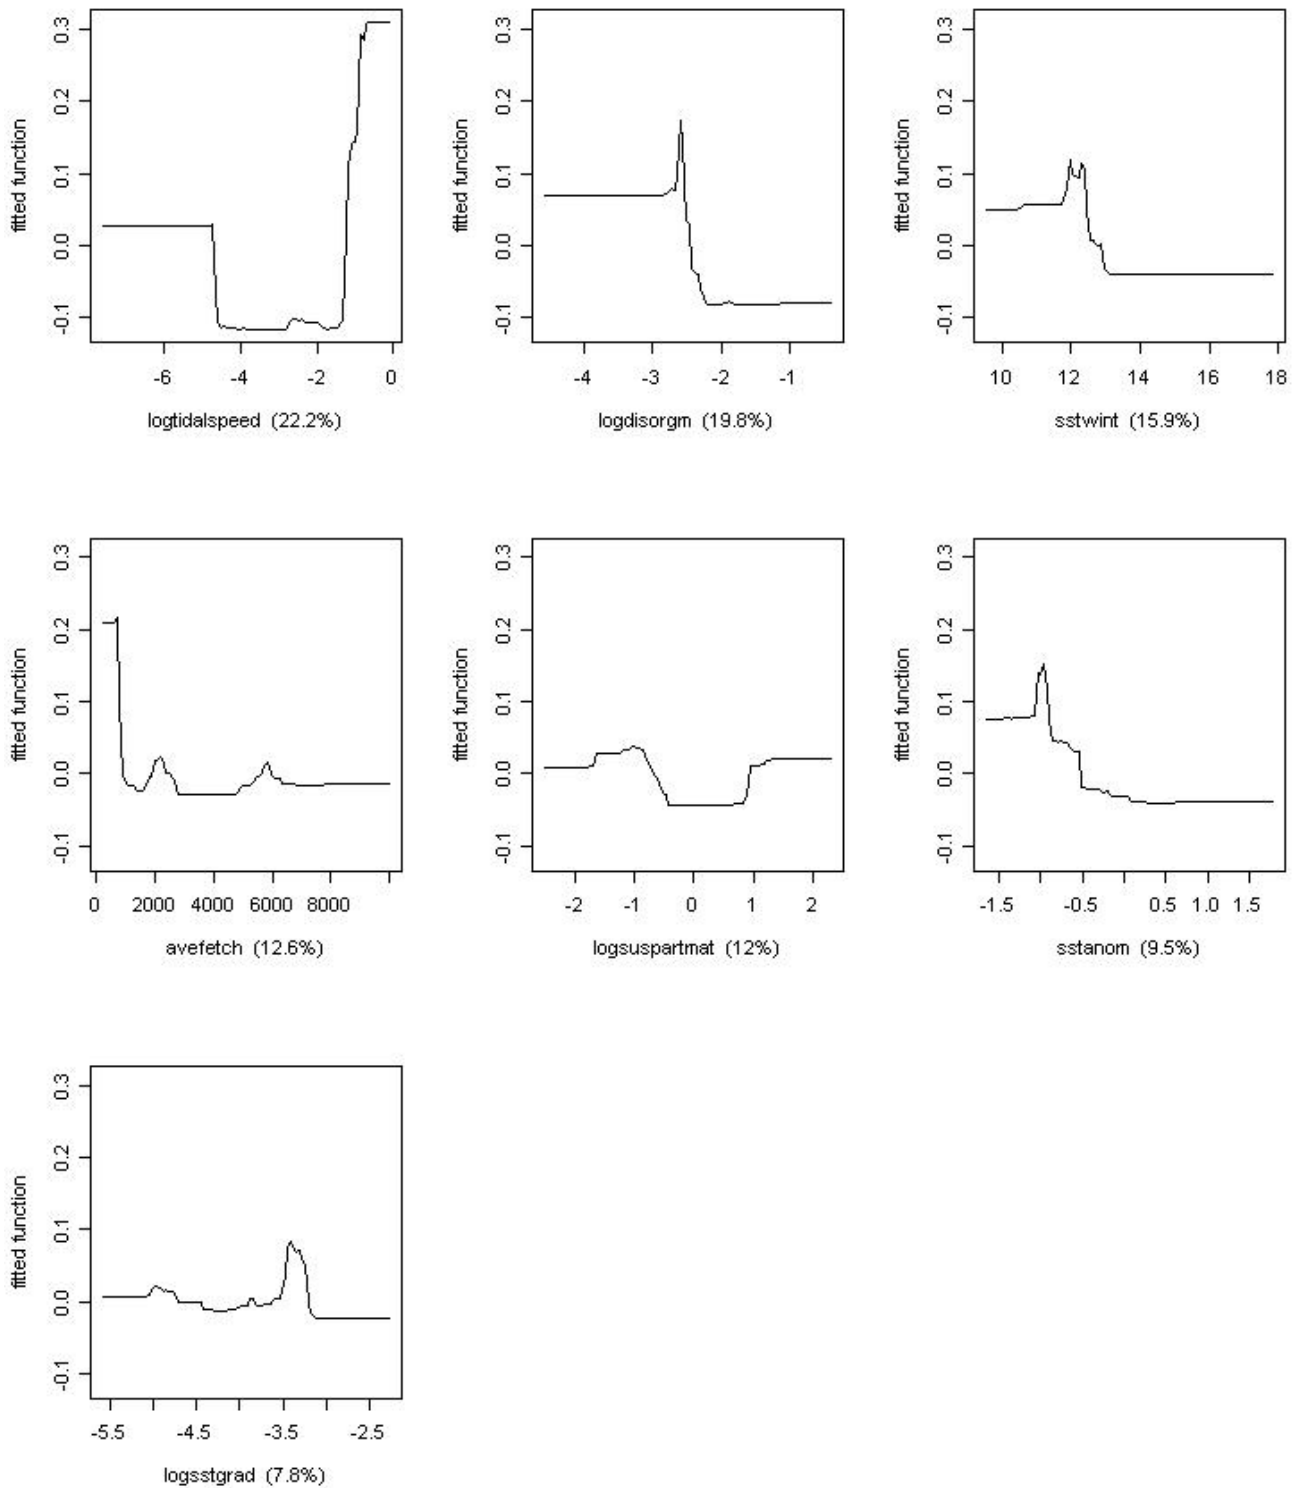 fitted function
0.3
0.2
0.1
0.0
-0.1
-6 -4 -2 0
logtidalspeed (22.2%)
fitted function
0.3
0.2
0.1
0.0
-0.1
-4 -3 -2 -1
logdisorgm (19.8%)
fitted function
0.3
0.2
0.1
0.0
-0.1
10 12 14 16 18
sstwint (15.9%)
fitted function
0.3
0.2
0.1
0.0
-0.1
0 2000 4000 6000 8000
avefetch (12.6%)
fitted function
0.3
0.2
0.1
0.0
-0.1
-2 -1 0 1 2
logsuspartmat (12%)
fitted function
0.3
0.2
0.1
0.0
-0.1
-1.5 -0.5 0.5 1.0 1.5
sstanom (9.5%)
fitted function
0.3
0.2
0.1
0.0
-0.1
-5.5 -4.5 -3.5 -2.5
logsstgrad (7.8%)